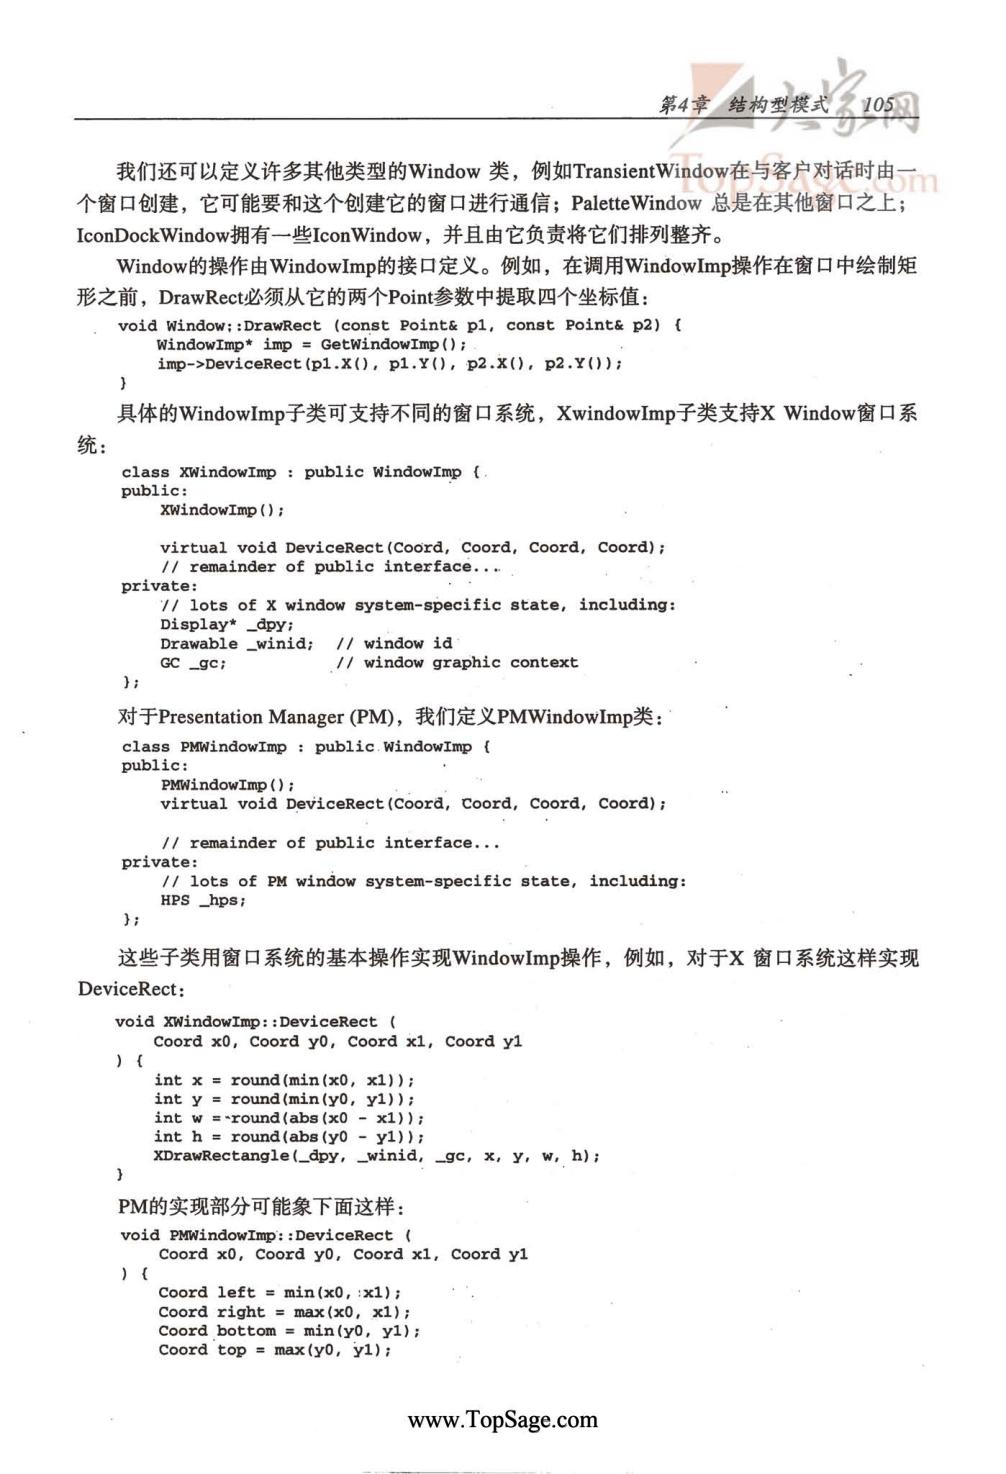 第4章 结构型模式 105
大家网
TopSage.com
我们还可以定义许多其他类型的Window 类，例如TransientWindow在与客户对话时由一
个窗口创建，它可能要和这个创建它的窗口进行通信；PaletteWindow 总是在其他窗口之上；
IconDockWindow拥有一些IconWindow，并且由它负责将它们排列整齐。
Window的操作由WindowImp的接口定义。例如，在调用WindowImp操作在窗口中绘制矩
形之前，DrawRect必须从它的两个Point参数中提取四个坐标值：
void Window::DrawRect (const Point& p1, const Point& p2) {
WindowImp* imp = GetWindowImp();
imp->DeviceRect(p1.X(), p1.Y(), p2.X(), p2.Y());
}
具体的WindowImp子类可支持不同的窗口系统，XwindowImp子类支持X Window窗口系
统：
class XWindowImp : public WindowImp {
public:
XWindowImp();
virtual void DeviceRect(Coord, Coord, Coord, Coord);
// remainder of public interface...
private:
// lots of X window system-specific state, including:
Display* _dpy;
Drawable _winid; // window id
GC _gc; // window graphic context
};
对于Presentation Manager (PM)，我们定义PMWindowImp类：
class PMWindowImp : public WindowImp {
public:
PMWindowImp();
virtual void DeviceRect(Coord, Coord, Coord, Coord);
// remainder of public interface...
private:
// lots of PM window system-specific state, including:
HPS _hps;
};
这些子类用窗口系统的基本操作实现WindowImp操作，例如，对于X 窗口系统这样实现
DeviceRect：
void XWindowImp::DeviceRect (
Coord x0, Coord y0, Coord x1, Coord y1
) {
int x = round(min(x0, x1));
int y = round(min(y0, y1));
int w = round(abs(x0 - x1));
int h = round(abs(y0 - y1));
XDrawRectangle(_dpy, _winid, _gc, x, y, w, h);
}
PM的实现部分可能象下面这样：
void PMWindowImp::DeviceRect (
Coord x0, Coord y0, Coord x1, Coord y1
) {
Coord left = min(x0, x1);
Coord right = max(x0, x1);
Coord bottom = min(y0, y1);
Coord top = max(y0, y1);
www.TopSage.com